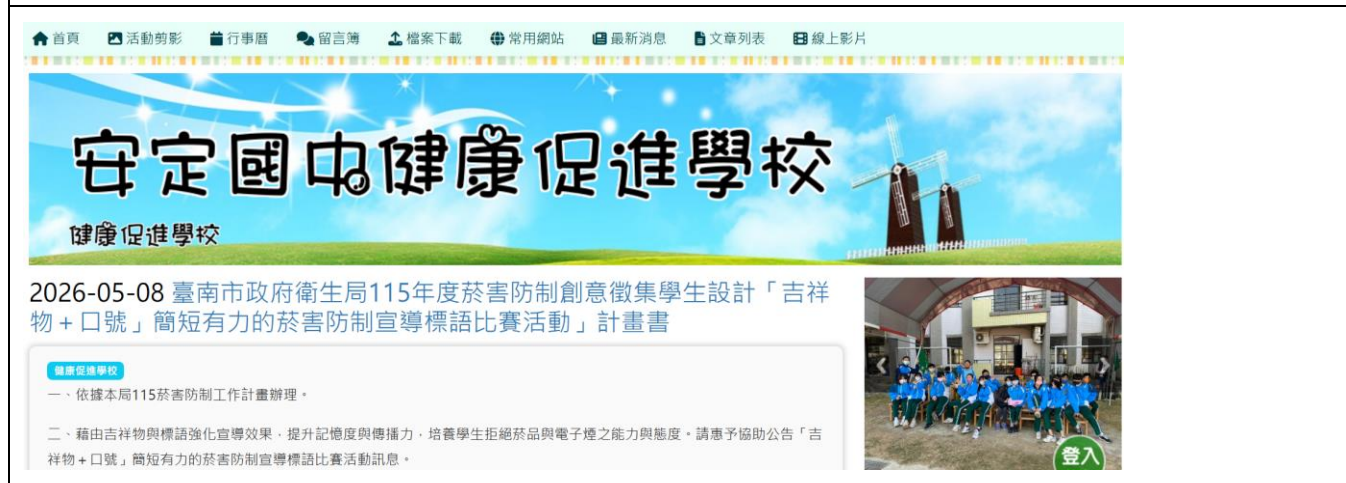 首頁 活動剪影 行事曆 留言簿 檔案下載 常用網站 最新消息 文章列表 線上影片
安定國中健康促進學校
健康促進學校
2026-05-08 臺南市政府衛生局115年度菸害防制創意徵集學生設計「吉祥
物+口號」簡短有力的菸害防制宣導標語比賽活動」計畫書
健康促進學校
一、依據本局115菸害防制工作計畫辦理。
二、藉由吉祥物與標語強化宣導效果,提升記憶度與傳播力,培養學生拒絕菸品與電子煙之能力與態度。請惠予協助公告「吉
祥物+口號」簡短有力的菸害防制宣導標語比賽活動訊息。
登入